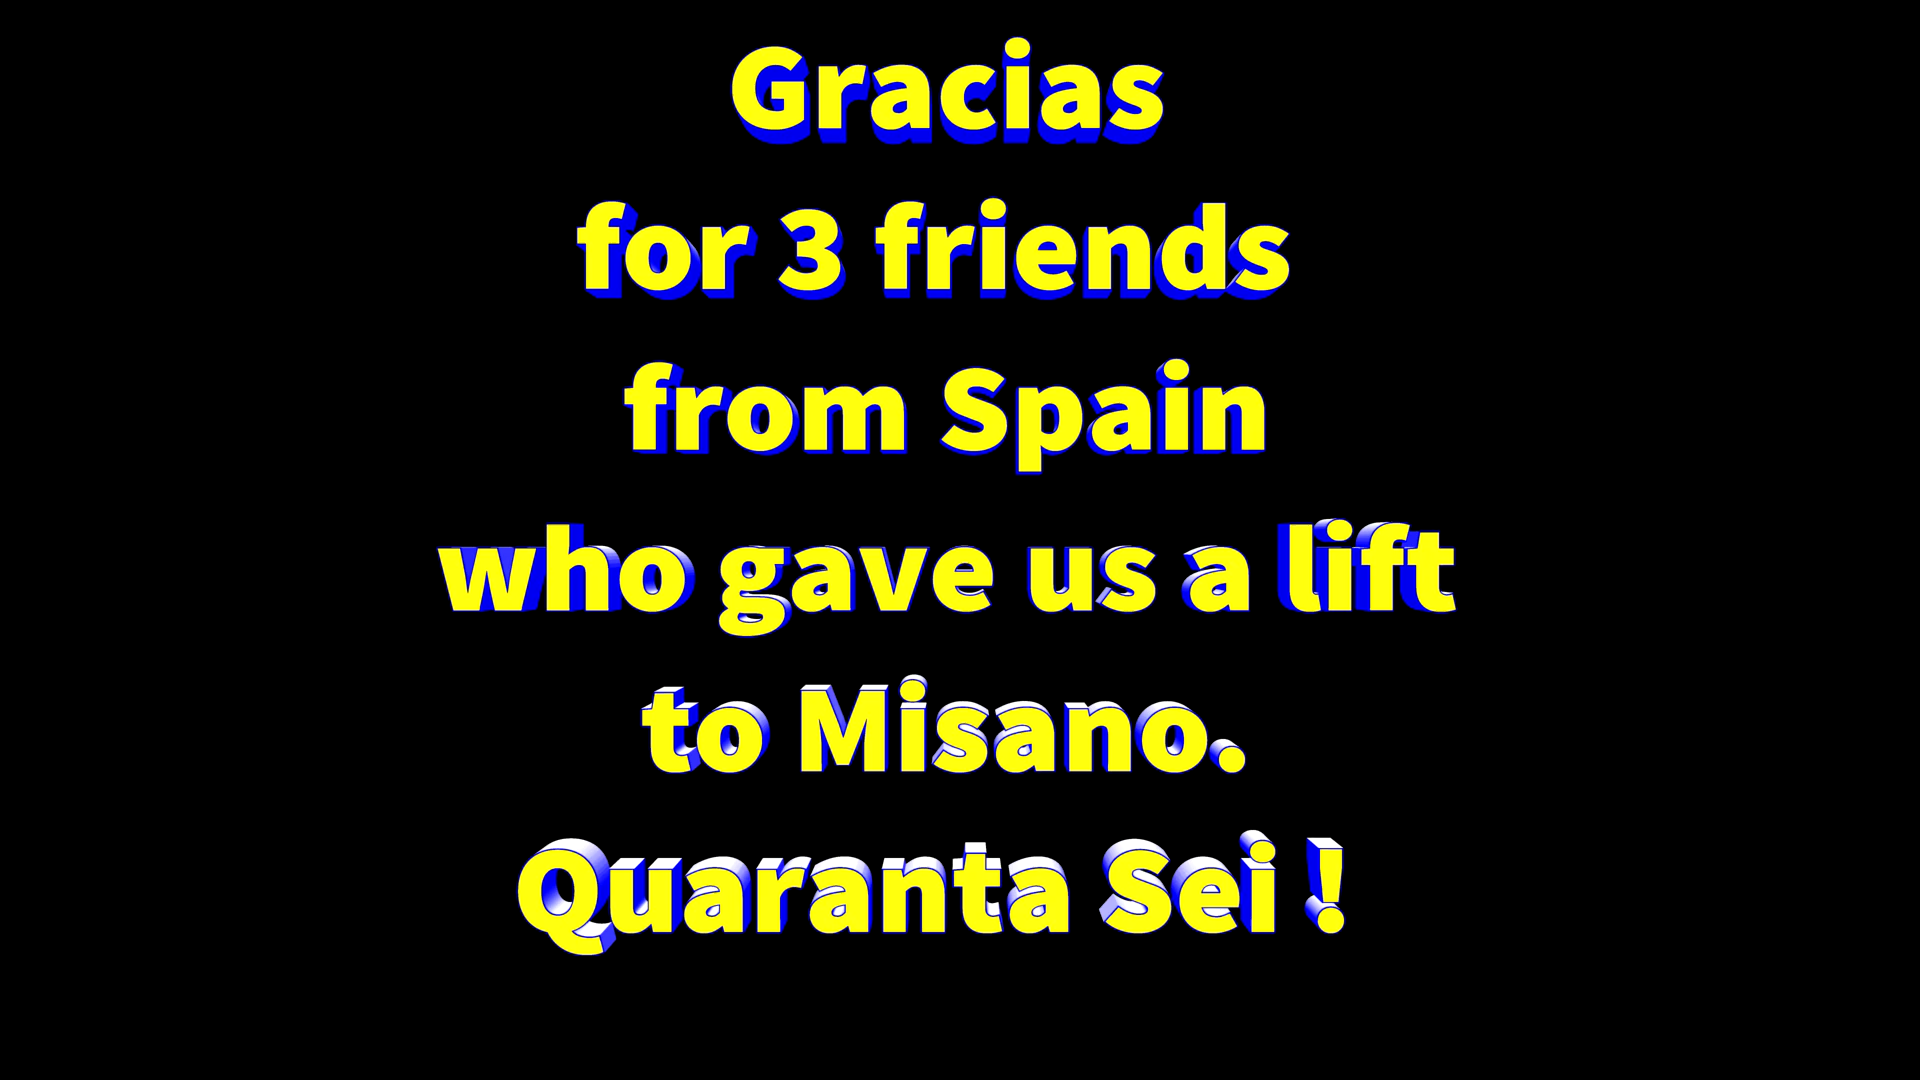 Gracias
for 3 friends
from Spain
who gave us a lift
to Misano.
Quaranta Sei !